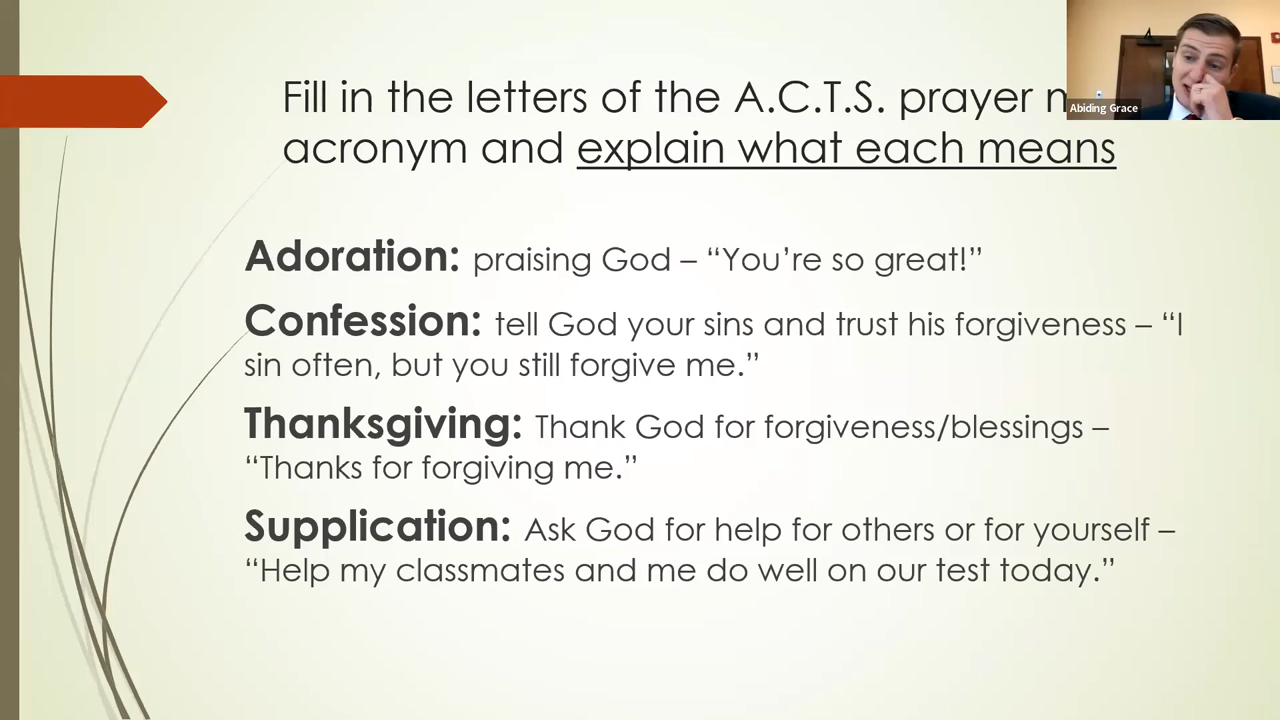 Fill in the letters of the A.C.T.S. prayer
acronym and explain what each means
Abiding Grace
Adoration: praising God – “You’re so great!”
Confession: tell God your sins and trust his forgiveness – “I
sin often, but you still forgive me.”
Thanksgiving: Thank God for forgiveness/blessings –
“Thanks for forgiving me.”
Supplication: Ask God for help for others or for yourself –
“Help my classmates and me do well on our test today.”